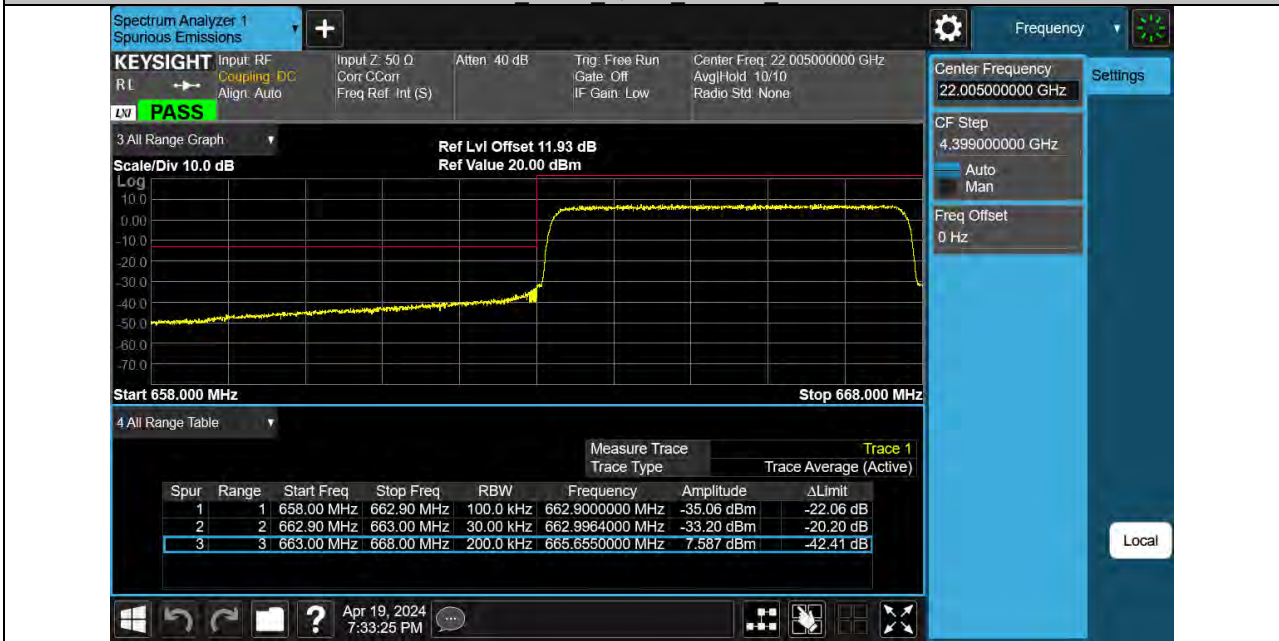 Spectrum Analyzer 1
Spurious Emissions
Frequency
KEYSIGHT Input: RF Input Z: 50 Ω Atten: 40 dB Trig: Free Run Center Freq: 22.005000000 GHz
RL Coupling: DC Corr CCorr Gate: Off Avg|Hold: 10/10
Align: Auto Freq Ref: Int (S) IF Gain: Low Radio Std: None
LXI PASS
3 All Range Graph
Ref Lvl Offset 11.93 dB
Scale/Div 10.0 dB Ref Value 20.00 dBm
Log
10.0
0.00
-10.0
-20.0
-30.0
-40.0
-50.0
-60.0
-70.0
Start 658.000 MHz Stop 668.000 MHz
4 All Range Table
Measure Trace Trace 1
Trace Type Trace Average (Active)
Spur Range Start Freq Stop Freq RBW Frequency Amplitude ΔLimit
1 1 658.00 MHz 662.90 MHz 100.0 kHz 662.9000000 MHz -35.06 dBm -22.06 dB
2 2 662.90 MHz 663.00 MHz 30.00 kHz 662.9964000 MHz -33.20 dBm -20.20 dB
3 3 663.00 MHz 668.00 MHz 200.0 kHz 665.6550000 MHz 7.587 dBm -42.41 dB
Center Frequency
22.005000000 GHz
Settings
CF Step
4.399000000 GHz
Auto
Man
Freq Offset
0 Hz
Local
?
Apr 19, 2024
7:33:25 PM